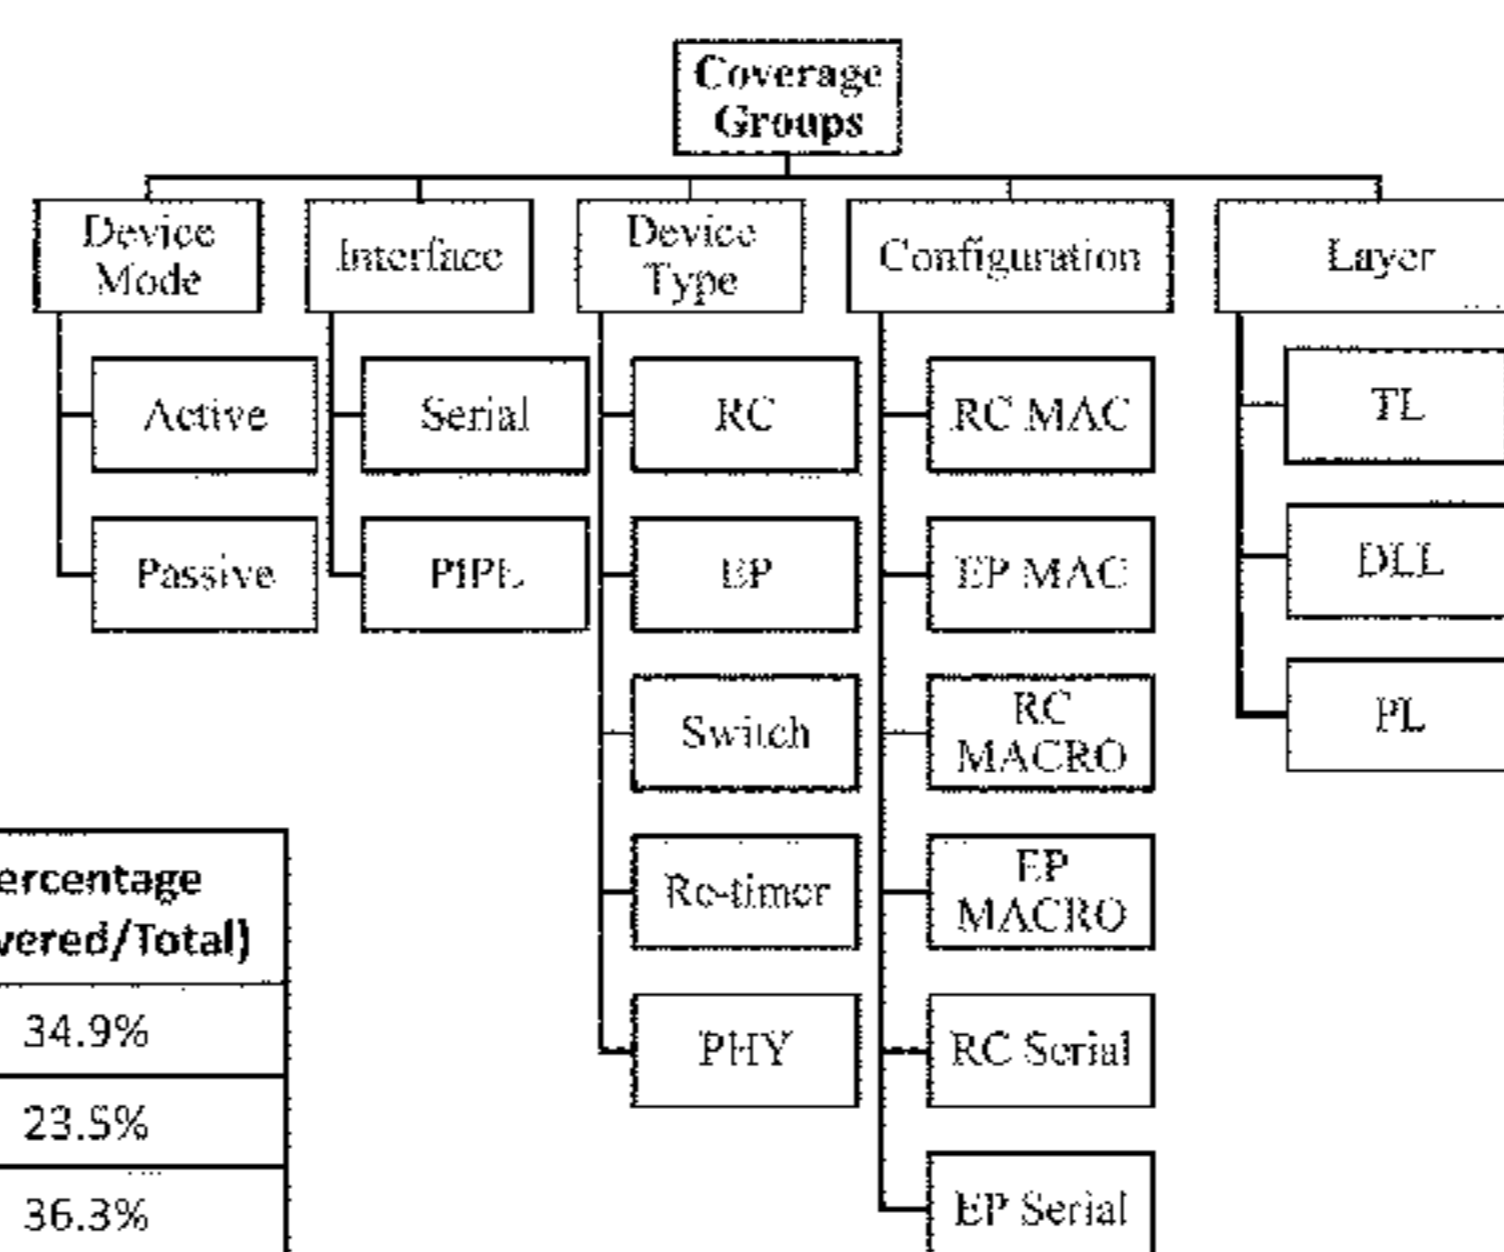 Coverage
Groups
Device
Mode
Interface
Device
Type
Configuration
Layer
Active
Serial
RC
RC MAC
TL
Passive
PIPE
EP
EP MAC
DLL
Switch
RC
MACRO
PL
Re-timer
EP
MACRO
PHY
RC Serial
EP Serial
ercentage
vered/Total)
34.9%
23.5%
36.3%